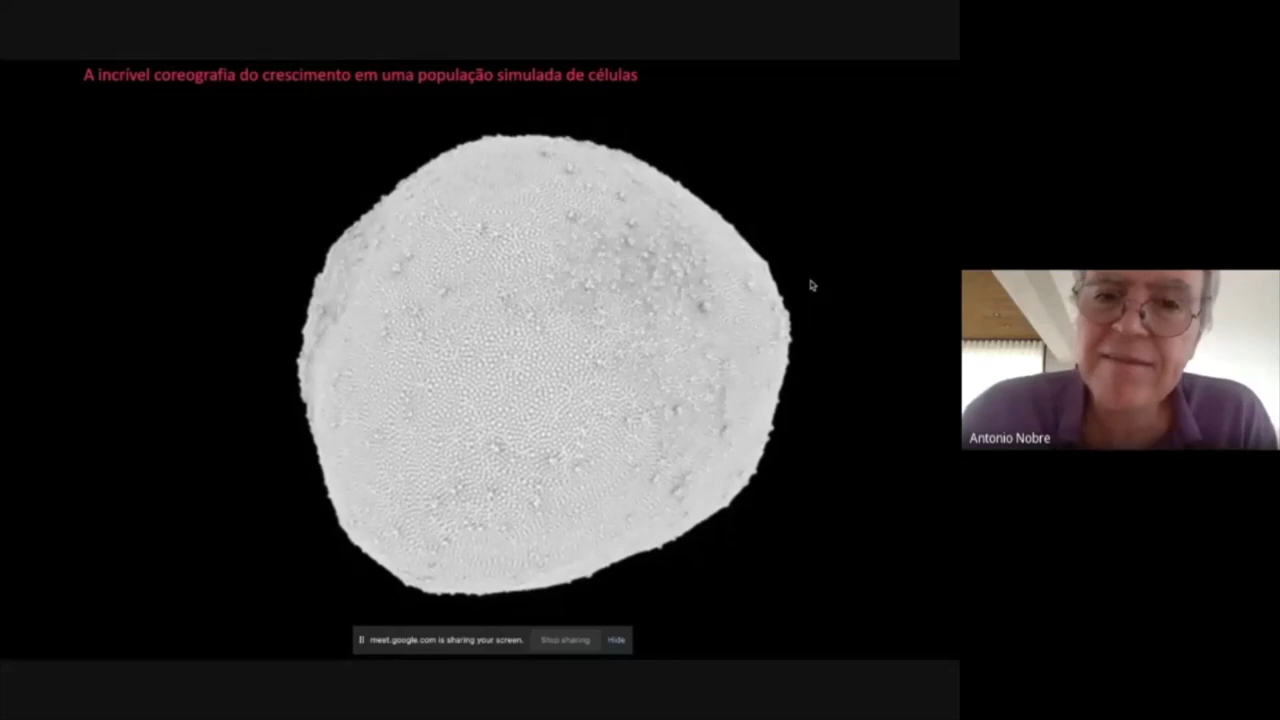 A incrível coreografia do crescimento em uma população simulada de células
Antonio Nobre
meet.google.com is sharing your screen. Stop sharing Hide